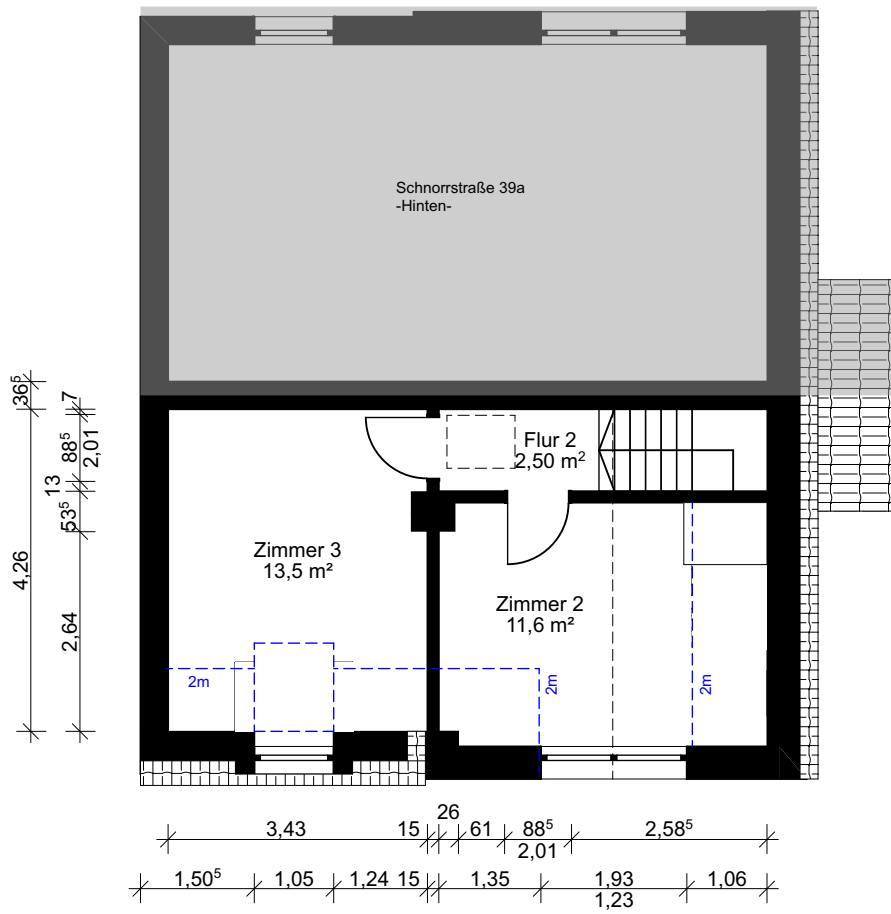 Schnorrstraße 39a
-Hinten-
36⁵
7
88⁵
2,01
13
53⁵
4,26
2,64
Flur 2
2,50 m²
Zimmer 3
13,5 m²
Zimmer 2
11,6 m²
2m
2m
2m
3,43
15
26
61
88⁵
2,01
2,58⁵
1,50⁵
1,05
1,24
15
1,35
1,93
1,23
1,06